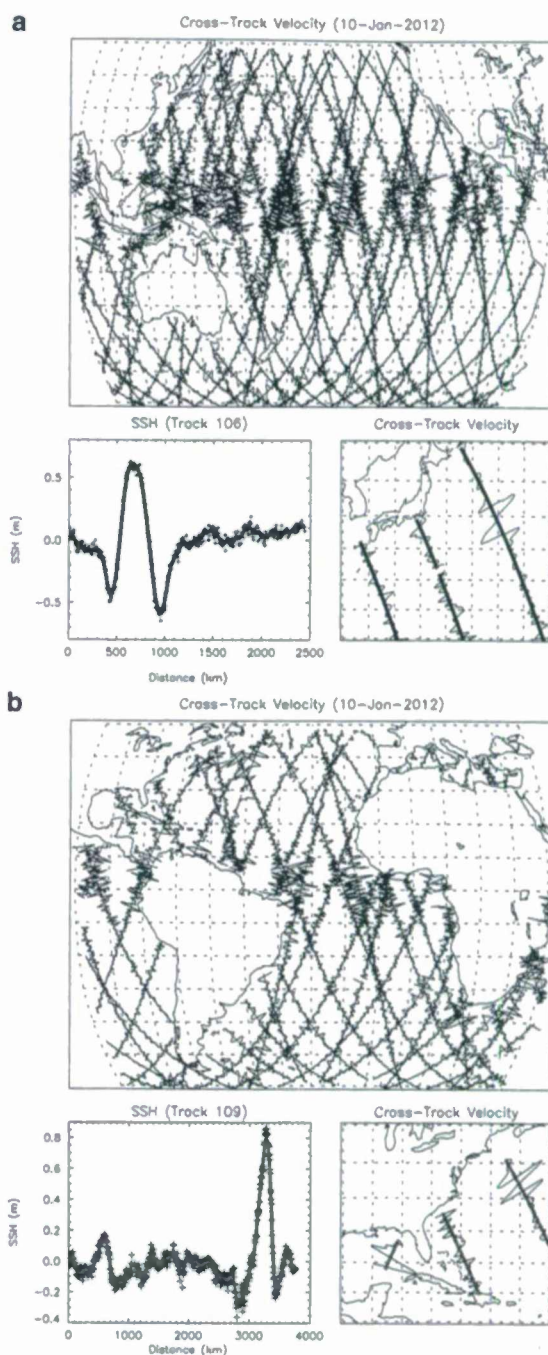 a
Cross-Track Velocity (10-Jan-2012)
SSH (Track 106)
Cross-Track Velocity
SSH (m)
0.5
0.0
-0.5
0 500 1000 1500 2000 2500
Distance (km)
b
Cross-Track Velocity (10-Jan-2012)
SSH (Track 109)
Cross-Track Velocity
SSH (m)
0.8
0.6
0.4
0.2
0.0
-0.2
-0.4
0 1000 2000 3000 4000
Distance (km)